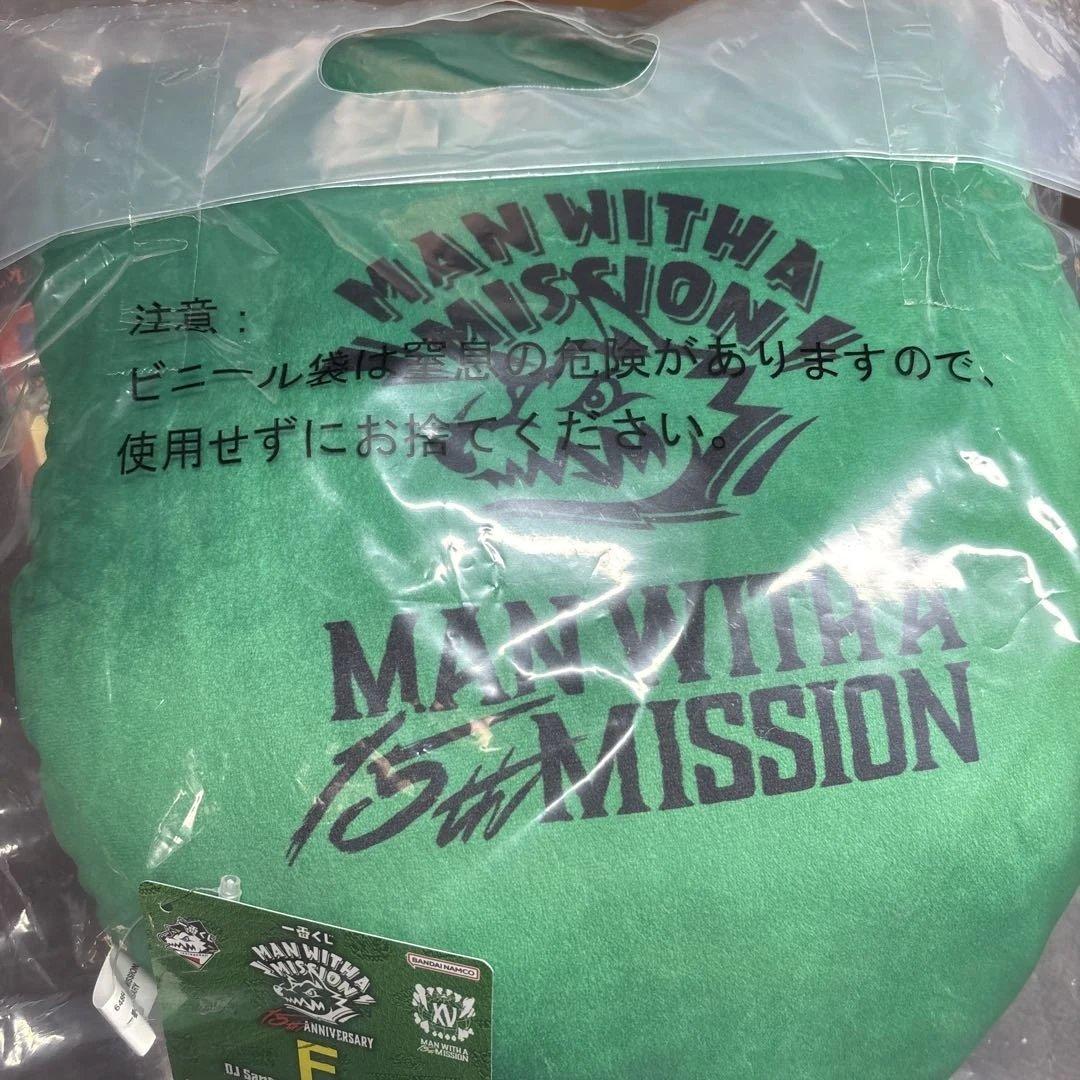 MAN WITH A
MISSION
注意：
ビニール袋は窒息の危険がありますので、
使用せずにお捨てください。
MAN WITH A
15th MISSION
一番くじ
MAN WITH A
MISSION
15th ANNIVERSARY
BANDAI NAMCO
XV
MAN WITH A
15th MISSION
MISSION